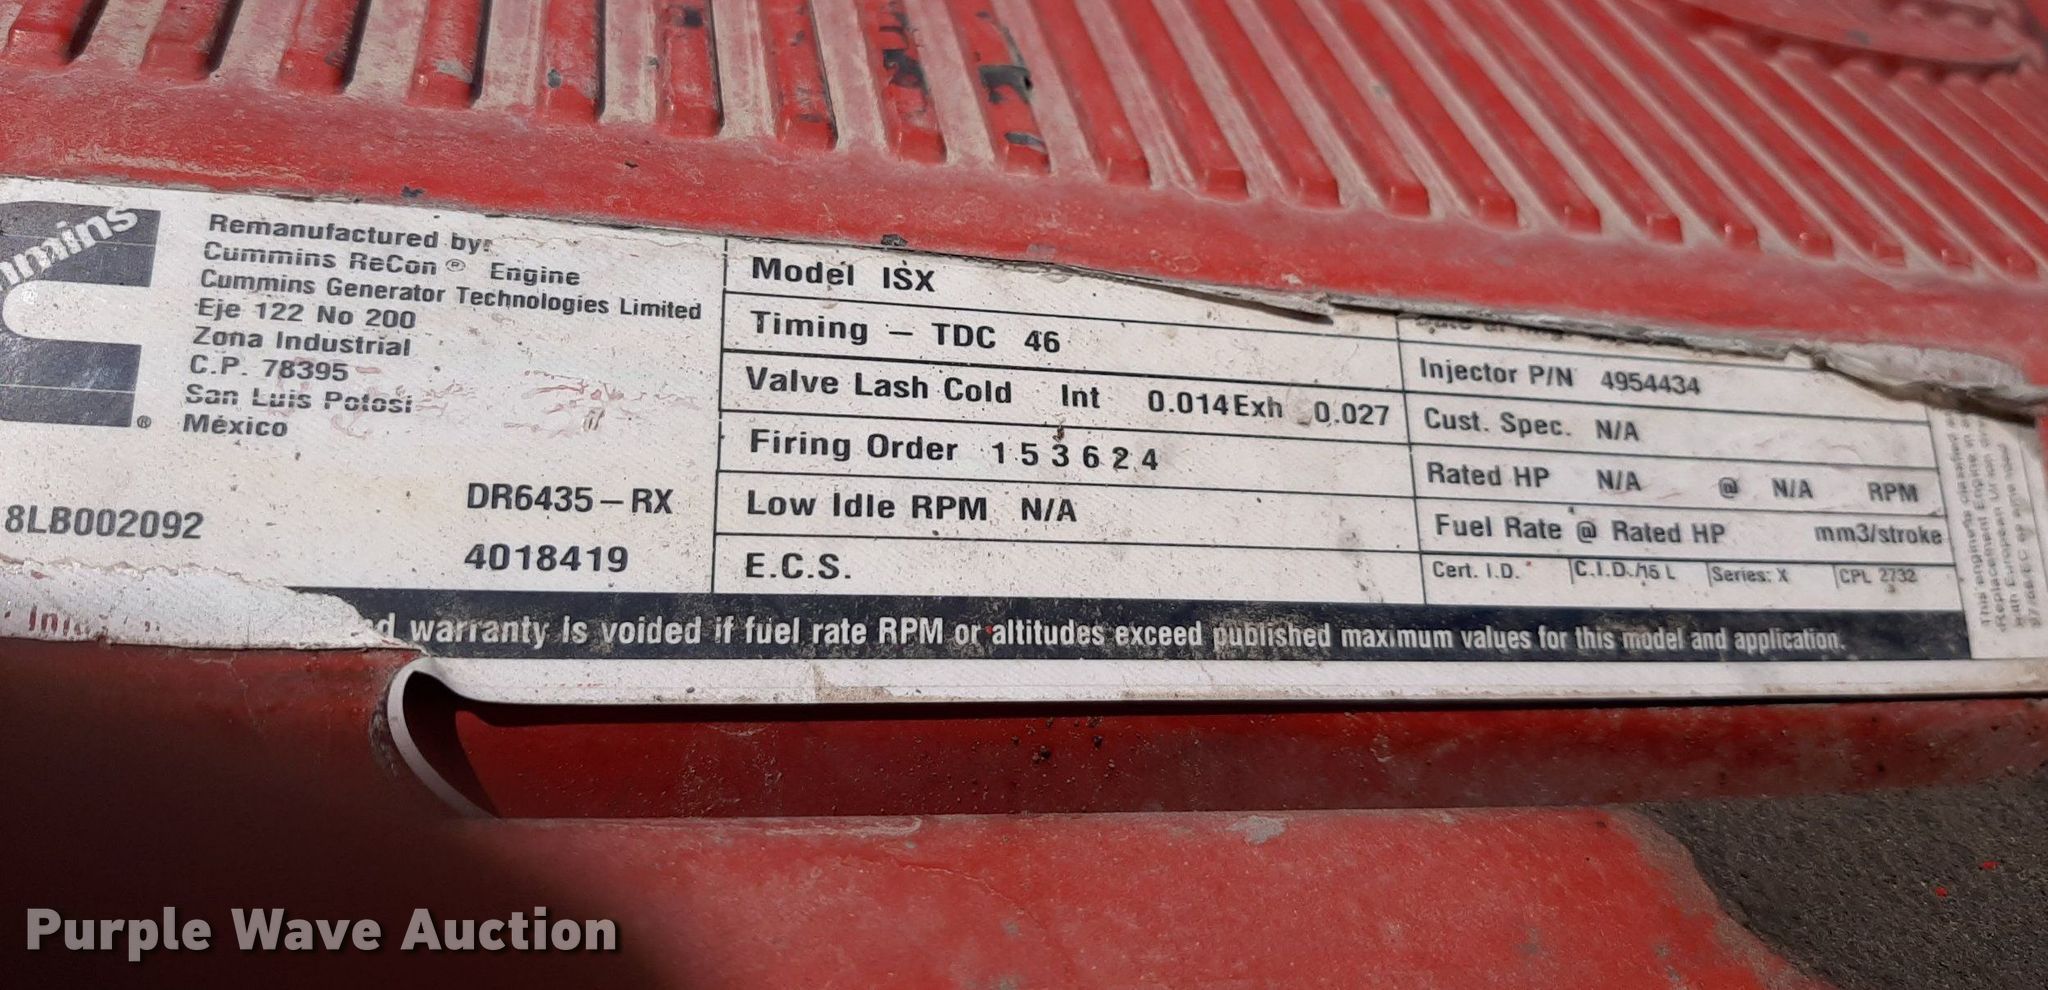 Remanufactured by:
Cummins ReCon® Engine
Cummins Generator Technologies Limited
Eje 122 No 200
Zona Industrial
C.P. 78395
San Luis Potosí
México
®
8LB002092
DR6435-RX
4018419
Model ISX
Timing – TDC 46
Valve Lash Cold Int 0.014 Exh 0.027
Firing Order 1 5 3 6 2 4
Low Idle RPM N/A
E.C.S.
Injector P/N 4954434
Cust. Spec. N/A
Rated HP N/A @ N/A RPM
Fuel Rate @ Rated HP mm3/stroke
Cert. I.D. C.I.D./15 L Series: X CPL 2732
warranty is voided if fuel rate RPM or altitudes exceed published maximum values for this model and application.
Purple Wave Auction